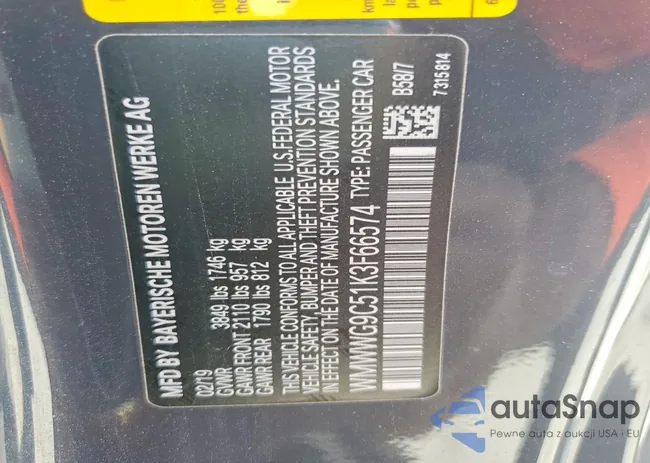 MFD BY BAYERISCHE MOTOREN WERKE AG
02/19
GVWR 3849 lbs 1746 kg
GAWR FRONT 2110 lbs 957 kg
GAWR REAR 1790 lbs 812 kg
THIS VEHICLE CONFORMS TO ALL APPLICABLE U.S. FEDERAL MOTOR
VEHICLE SAFETY, BUMPER AND THEFT PREVENTION STANDARDS
IN EFFECT ON THE DATE OF MANUFACTURE SHOWN ABOVE.
WMWWG9C51K3F66574 TYPE: PASSENGER CAR
B58/7
7315814
autoSnap
Pewne auta z aukcji USA · EU